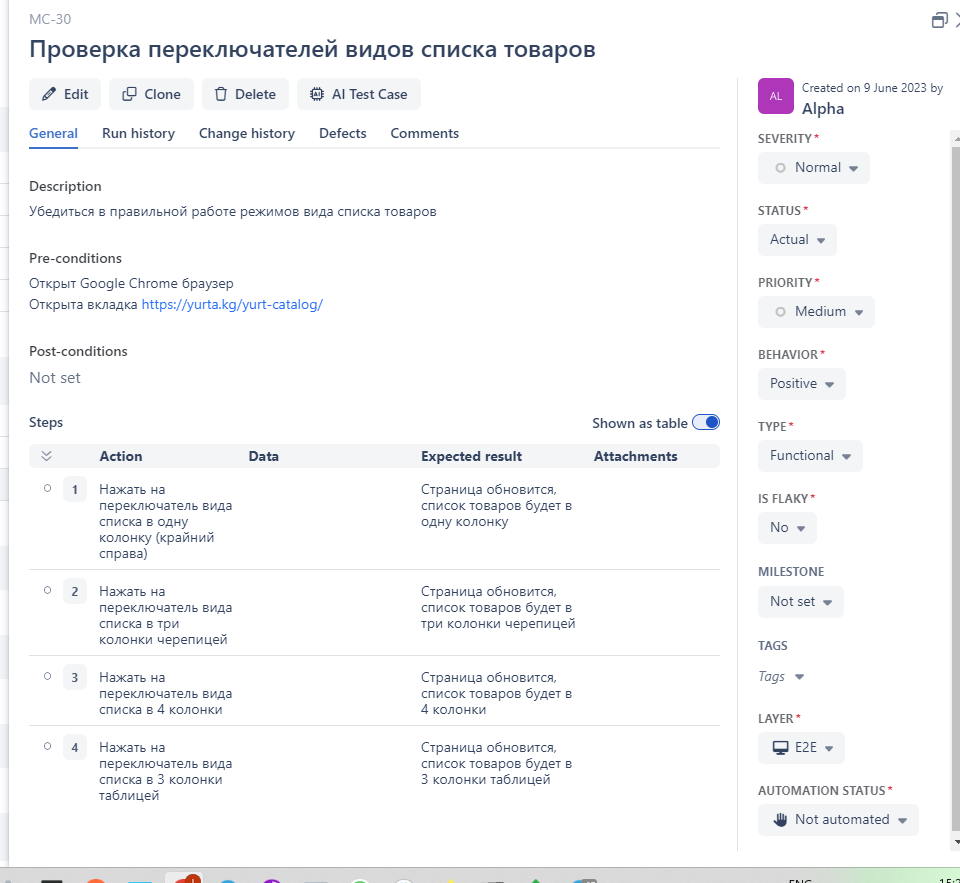 MC-30
Проверка переключателей видов списка товаров
Edit
Clone
Delete
AI Test Case
General
Run history
Change history
Defects
Comments
Description
Убедиться в правильной работе режимов вида списка товаров
Pre-conditions
Открыт Google Chrome браузер
Открыта вкладка https://yurta.kg/yurt-catalog/
Post-conditions
Not set
Steps
Shown as table
Action
Data
Expected result
Attachments
1
Нажать на
переключатель вида
списка в одну
колонку (крайний
справа)
Страница обновится,
список товаров будет в
одну колонку
2
Нажать на
переключатель вида
списка в три
колонки черепицей
Страница обновится,
список товаров будет в
три колонки черепицей
3
Нажать на
переключатель вида
списка в 4 колонки
Страница обновится,
список товаров будет в
4 колонки
4
Нажать на
переключатель вида
списка в 3 колонки
таблицей
Страница обновится,
список товаров будет в
3 колонки таблицей
AL
Created on 9 June 2023 by
Alpha
SEVERITY*
Normal
STATUS*
Actual
PRIORITY*
Medium
BEHAVIOR*
Positive
TYPE*
Functional
IS FLAKY*
No
MILESTONE
Not set
TAGS
Tags
LAYER*
E2E
AUTOMATION STATUS*
Not automated